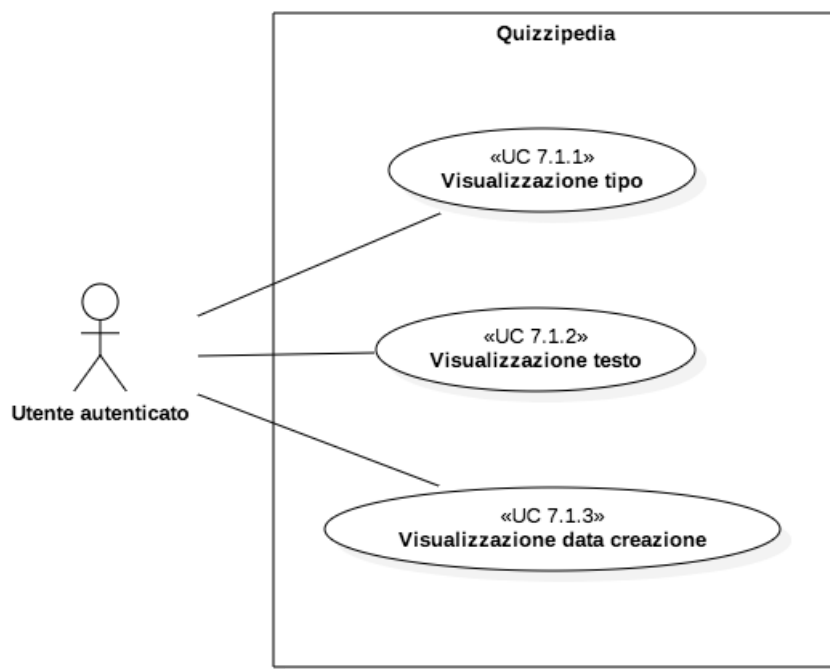 Quizzipedia
«UC 7.1.1»
Visualizzazione tipo
«UC 7.1.2»
Visualizzazione testo
Utente autenticato
«UC 7.1.3»
Visualizzazione data creazione